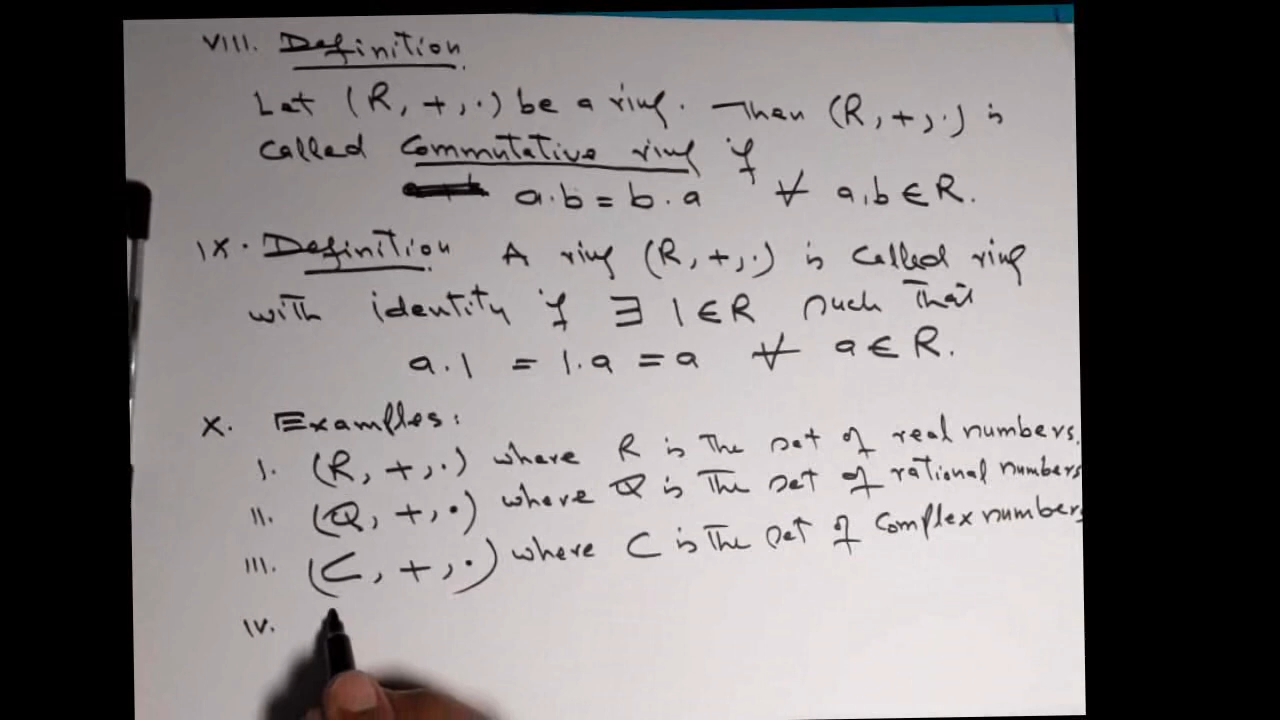 VIII. Definition
Let (R, +, ·) be a ring. Then (R, +, ·) is
called Commutative ring if
a.b = b.a ∀ a,b ∈ R.
IX. Definition A ring (R, +, ·) is called ring
with identity if ∃ 1 ∈ R such that
a.1 = 1.a = a ∀ a ∈ R.
X. Examples:
I. (R, +, ·) where R is the set of real numbers.
II. (Q, +, ·) where Q is the set of rational numbers
III. (C, +, ·) where C is the set of complex numbers
IV.